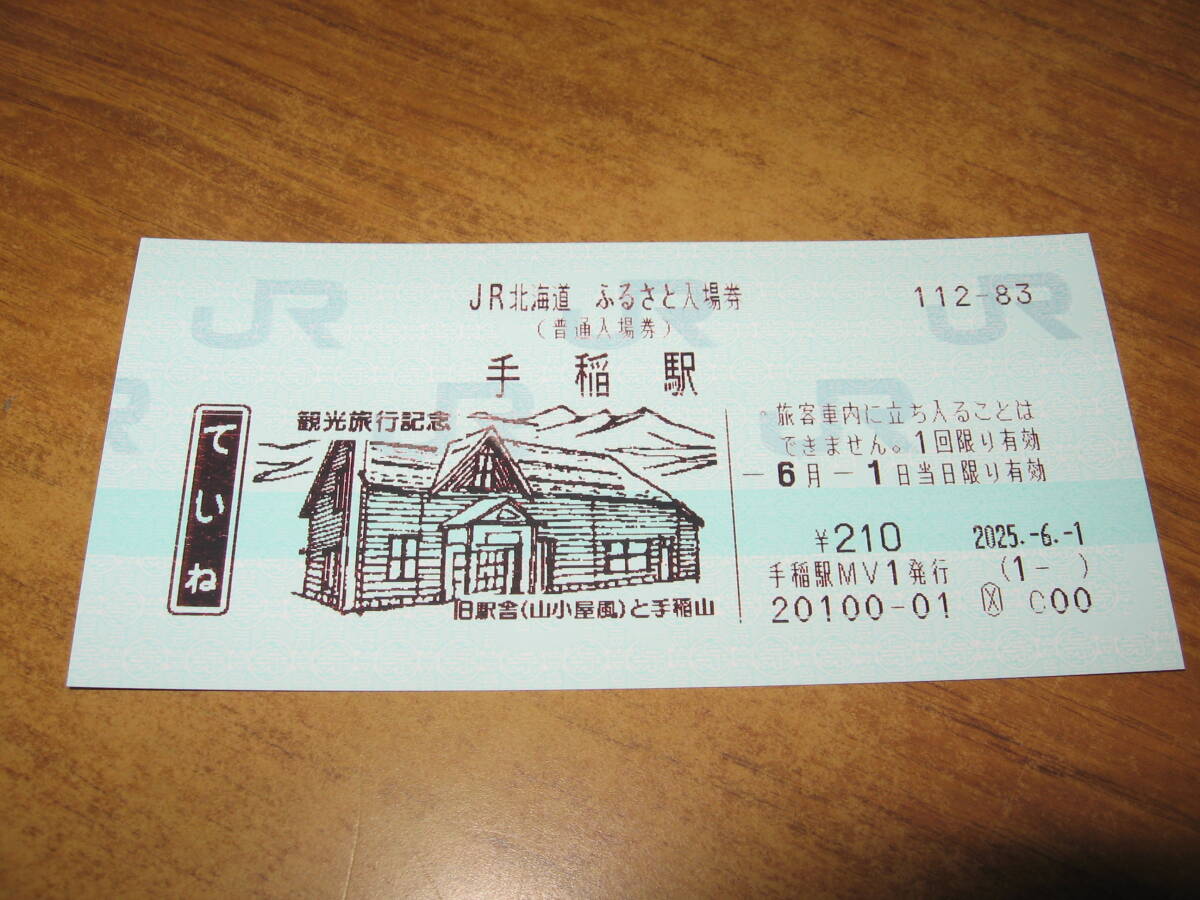 JR北海道 ふるさと入場券
112-83
(普通入場券)
手稲駅
ていね
観光旅行記念
旧駅舎(山小屋風)と手稲山
旅客車内に立ち入ることは
できません。1回限り有効
-6月-1日当日限り有効
¥210 2025.-6.-1
手稲駅MV1発行 (1- )
20100-01 Ⓧ C00
JR
JR
JR
JR
JR